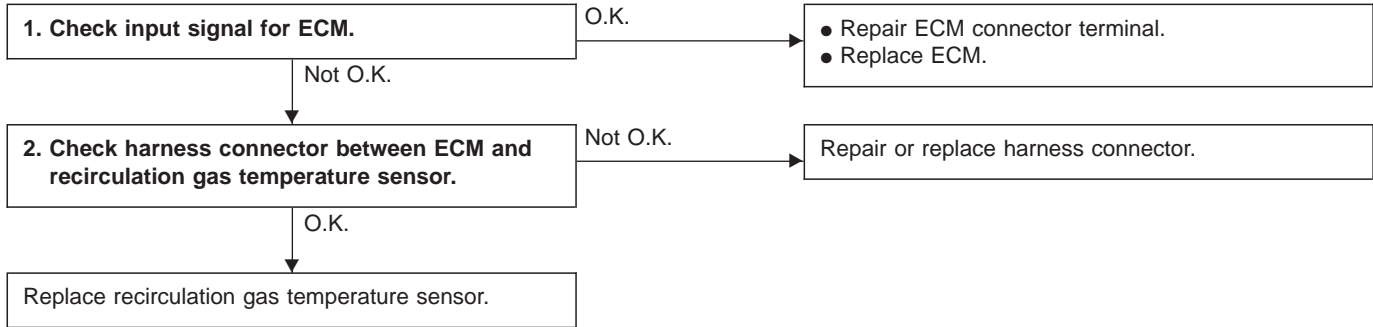 1. Check input signal for ECM.
O.K.
● Repair ECM connector terminal.
● Replace ECM.
Not O.K.
2. Check harness connector between ECM and
recirculation gas temperature sensor.
Not O.K.
Repair or replace harness connector.
O.K.
Replace recirculation gas temperature sensor.